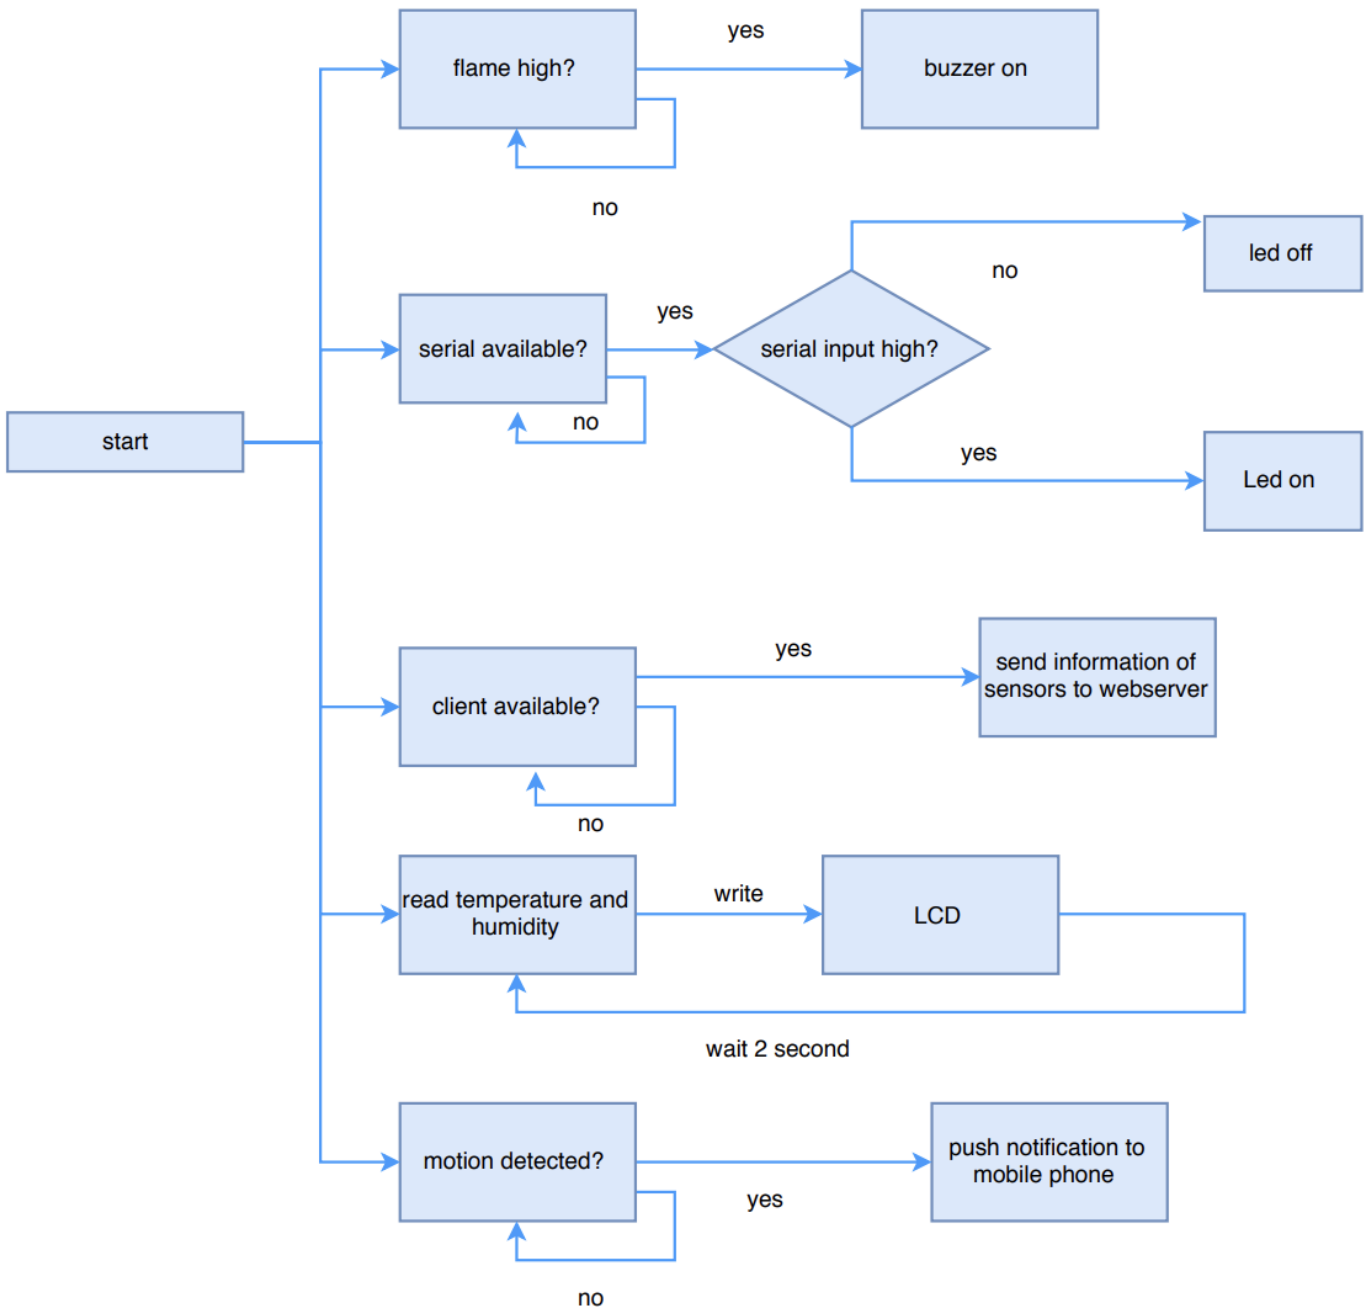 flame high?
yes
buzzer on
no
led off
no
serial available?
yes
serial input high?
no
yes
Led on
start
client available?
yes
send information of
sensors to webserver
no
read temperature and
humidity
write
LCD
wait 2 second
motion detected?
yes
push notification to
mobile phone
no